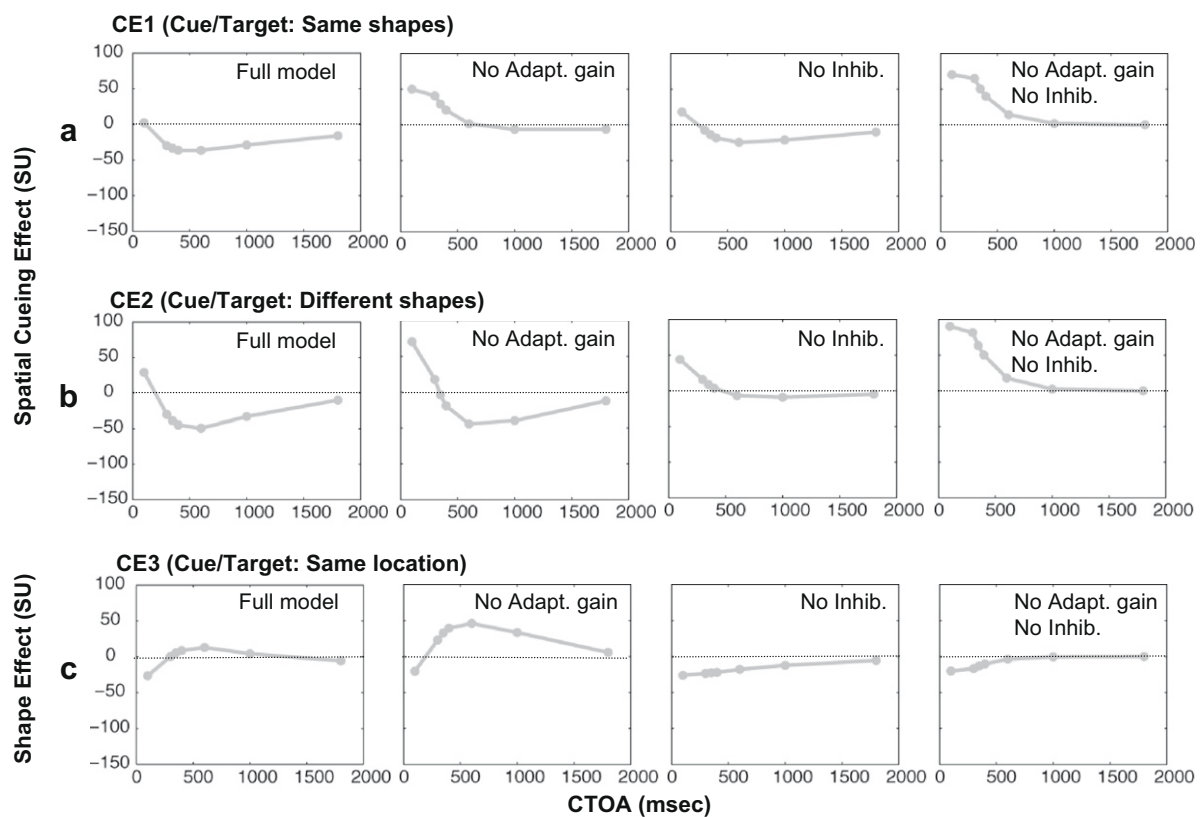 CE1 (Cue/Target: Same shapes)
Full model
No Adapt. gain
No Inhib.
No Adapt. gain
No Inhib.
a
100
50
0
−50
−100
−150
0 500 1000 1500 2000
0 500 1000 1500 2000
0 500 1000 1500 2000
0 500 1000 1500 2000
Spatial Cueing Effect (SU)
CE2 (Cue/Target: Different shapes)
Full model
No Adapt. gain
No Inhib.
No Adapt. gain
No Inhib.
b
100
50
0
−50
−100
−150
0 500 1000 1500 2000
0 500 1000 1500 2000
0 500 1000 1500 2000
0 500 1000 1500 2000
CE3 (Cue/Target: Same location)
Full model
No Adapt. gain
No Inhib.
No Adapt. gain
No Inhib.
Shape Effect (SU)
c
100
50
0
−50
−100
−150
0 500 1000 1500 2000
0 500 1000 1500 2000
0 500 1000 1500 2000
0 500 1000 1500 2000
CTOA (msec)